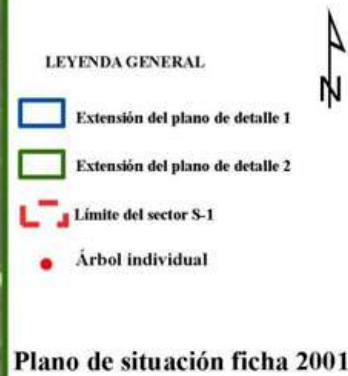 LEYENDA GENERAL
N
Extensión del plano de detalle 1
Extensión del plano de detalle 2
Límite del sector S-1
Árbol individual
Plano de situación ficha 2001